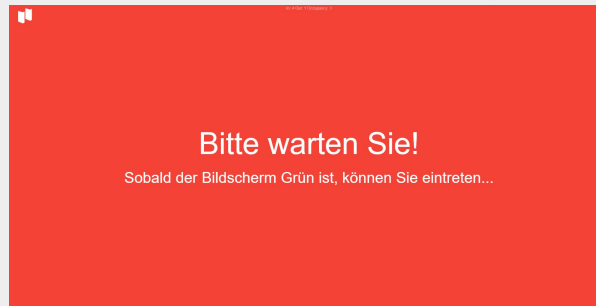 Bitte warten Sie!
Sobald der Bildscherm Grün ist, können Sie eintreten...